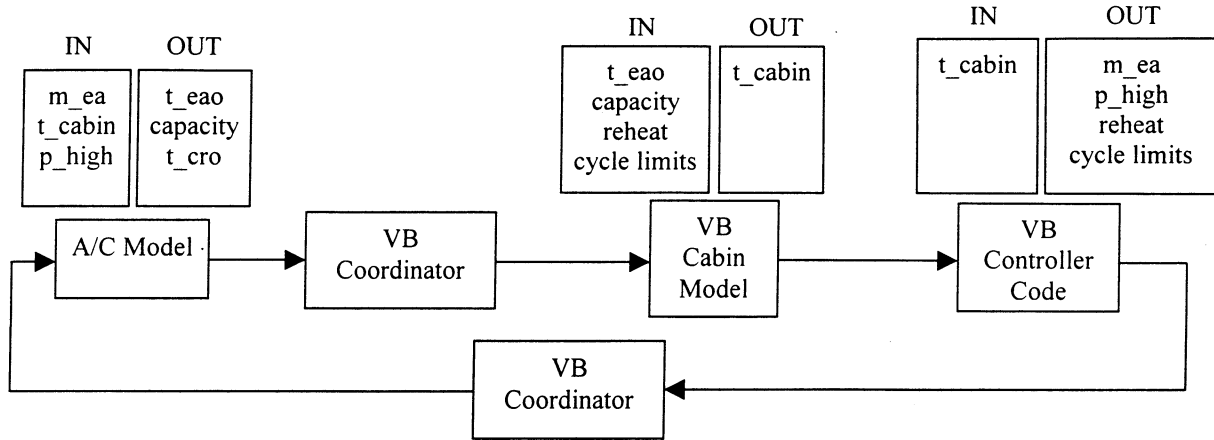 IN OUT
m_ea
t_cabin
p_high
t_eao
capacity
t_cro
A/C Model
VB
Coordinator
IN OUT
t_eao
capacity
reheat
cycle limits
t_cabin
VB
Cabin
Model
IN OUT
t_cabin
m_ea
p_high
reheat
cycle limits
VB
Controller
Code
VB
Coordinator